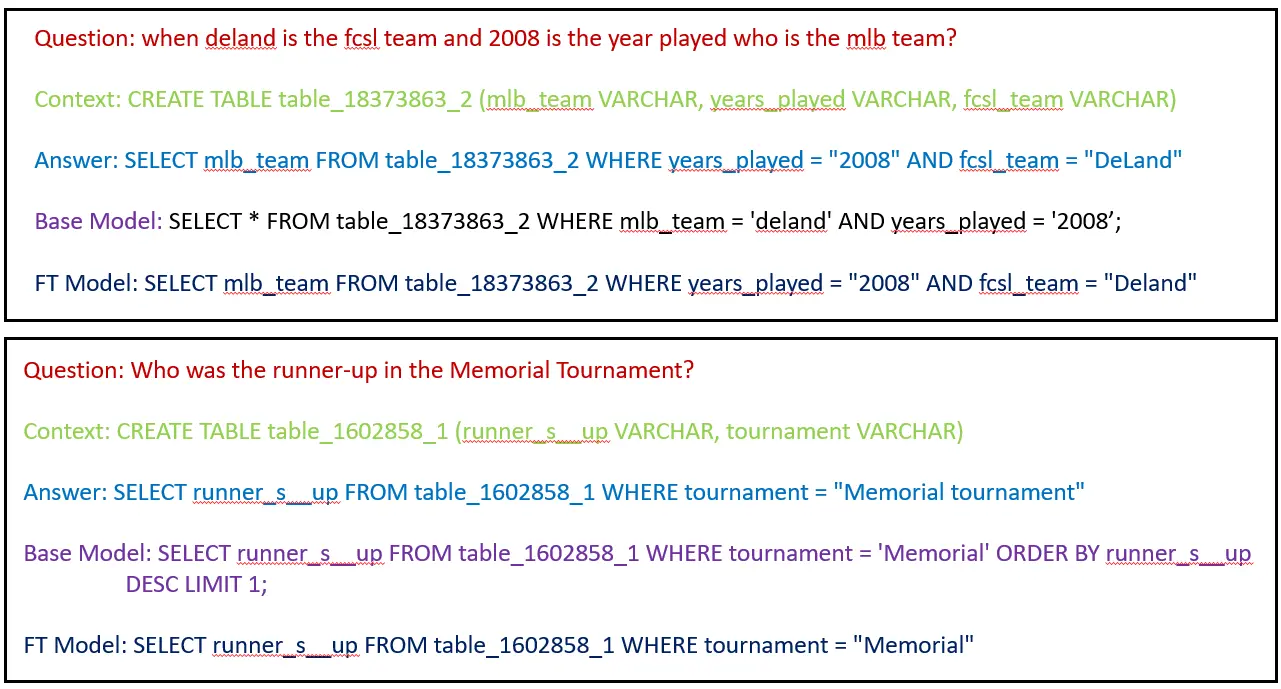 Question: when deland is the fcsl team and 2008 is the year played who is the mlb team?
Context: CREATE TABLE table_18373863_2 (mlb_team VARCHAR, years_played VARCHAR, fcsl_team VARCHAR)
Answer: SELECT mlb_team FROM table_18373863_2 WHERE years_played = "2008" AND fcsl_team = "DeLand"
Base Model: SELECT * FROM table_18373863_2 WHERE mlb_team = 'deland' AND years_played = '2008’;
FT Model: SELECT mlb_team FROM table_18373863_2 WHERE years_played = "2008" AND fcsl_team = "Deland"
Question: Who was the runner-up in the Memorial Tournament?
Context: CREATE TABLE table_1602858_1 (runner_s__up VARCHAR, tournament VARCHAR)
Answer: SELECT runner_s__up FROM table_1602858_1 WHERE tournament = "Memorial tournament"
Base Model: SELECT runner_s__up FROM table_1602858_1 WHERE tournament = 'Memorial' ORDER BY runner_s__up
DESC LIMIT 1;
FT Model: SELECT runner_s__up FROM table_1602858_1 WHERE tournament = "Memorial"